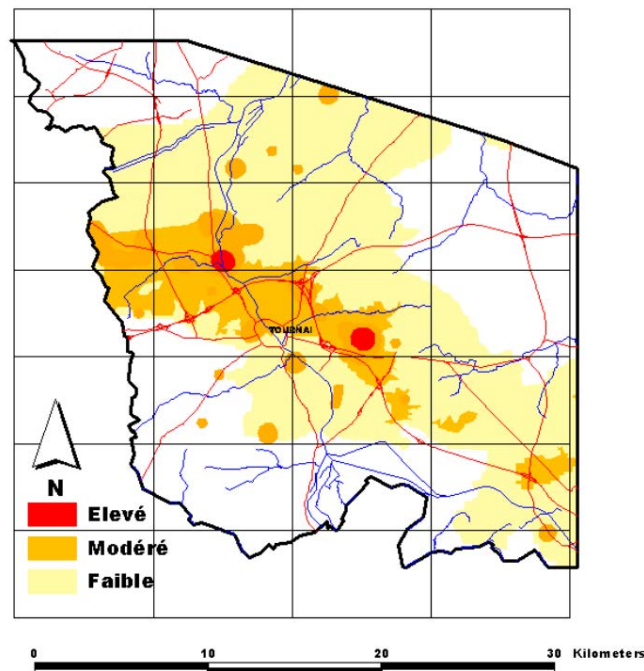 TOURNAI
N
Elevé
Modéré
Faible
0 10 20 30 Kilometers